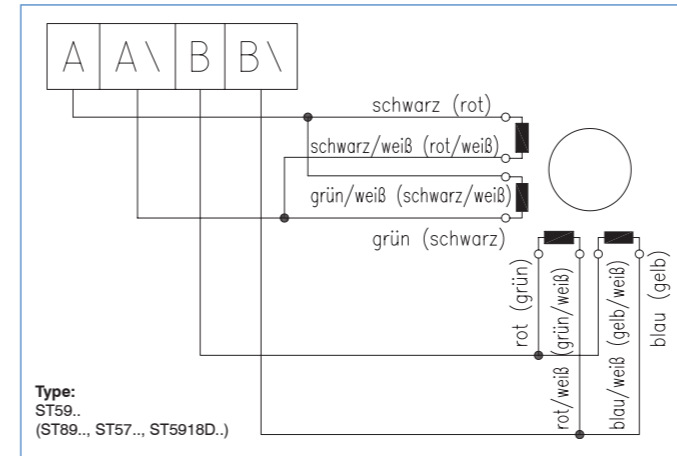 A A\ B B\
schwarz (rot)
schwarz/weiß (rot/weiß)
grün/weiß (schwarz/weiß)
grün (schwarz)
rot (grün)
rot/weiß (grün/weiß)
blau/weiß (gelb/weiß)
blau (gelb)
Type:
ST59..
(ST89.., ST57.., ST5918D..)